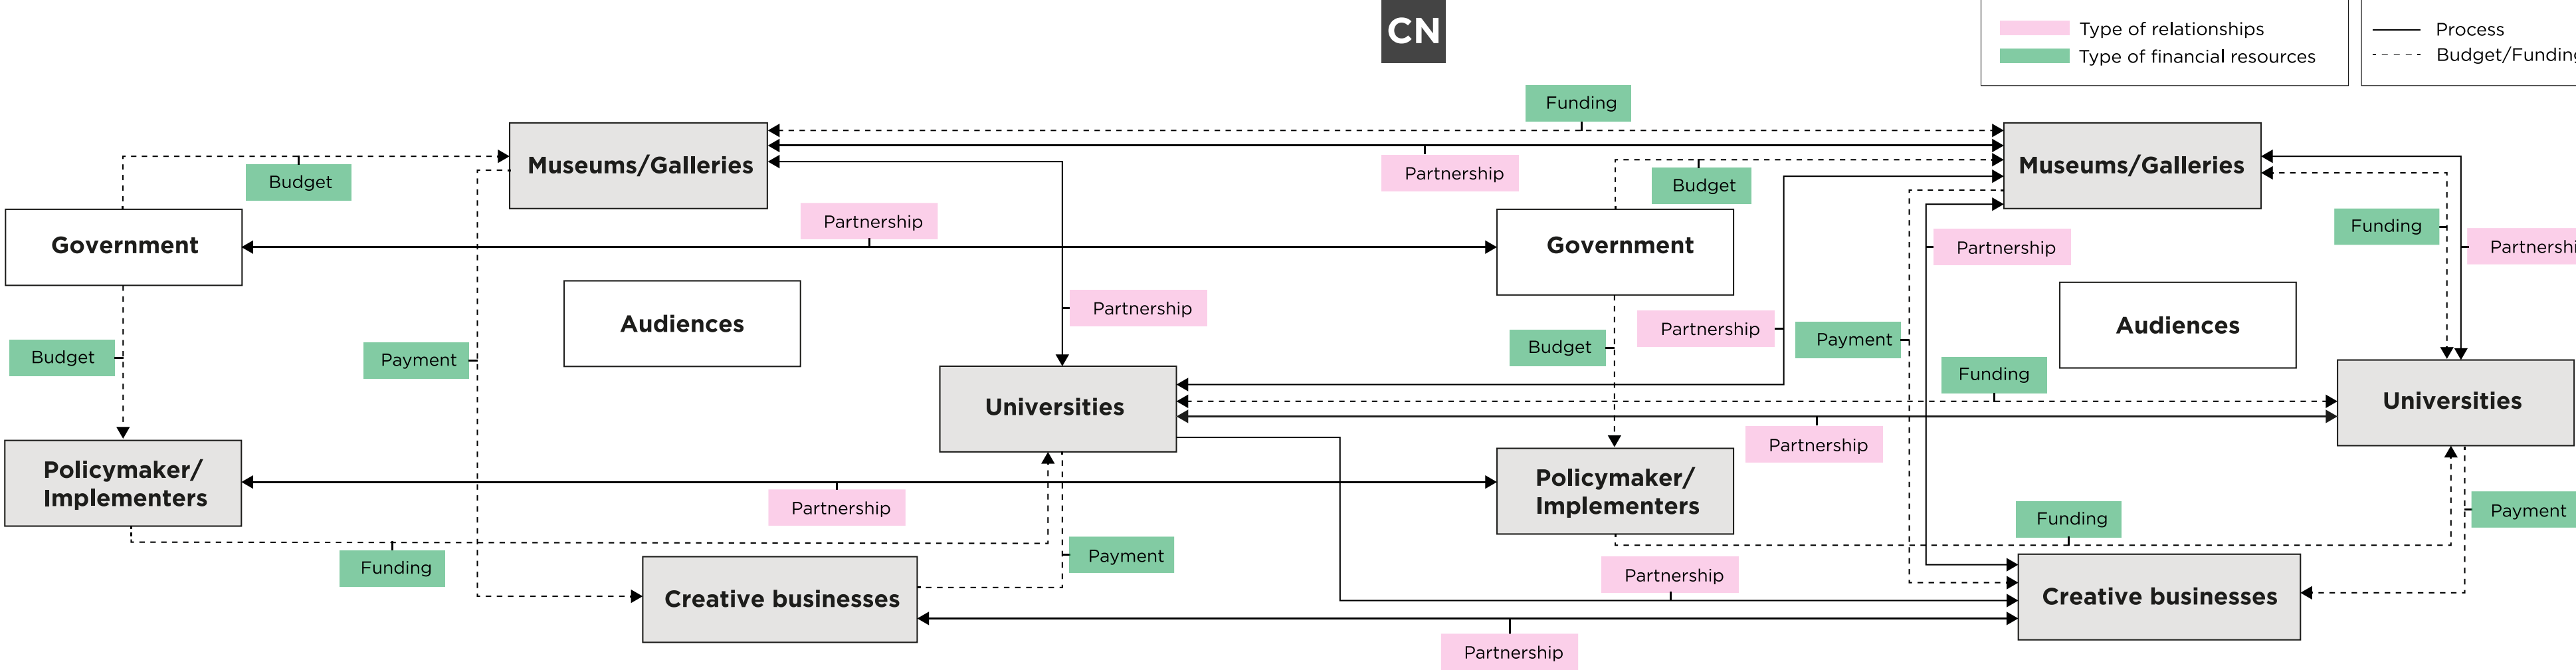 CN
Type of relationships
Type of financial resources
Process
Budget/Funding
Funding
Museums/Galleries
Museums/Galleries
Partnership
Budget
Budget
Partnership
Government
Government
Funding
Partnership
Partnership
Audiences
Audiences
Partnership
Partnership
Payment
Budget
Budget
Payment
Funding
Universities
Universities
Partnership
Policymaker/
Implementers
Policymaker/
Implementers
Partnership
Funding
Payment
Payment
Funding
Partnership
Creative businesses
Creative businesses
Partnership